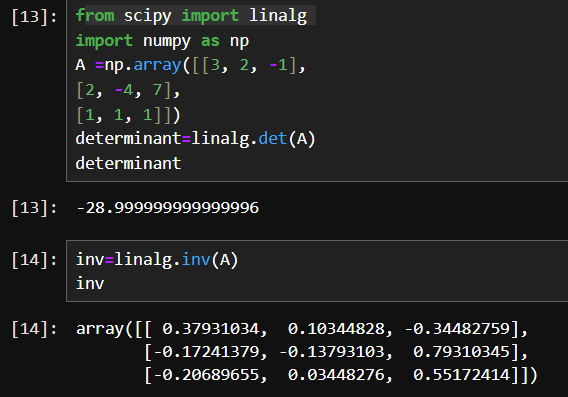 [13]: from scipy import linalg
import numpy as np
A =np.array([[3, 2, -1],
[2, -4, 7],
[1, 1, 1]])
determinant=linalg.det(A)
determinant
[13]: -28.999999999999996
[14]: inv=linalg.inv(A)
inv
[14]: array([[ 0.37931034,  0.10344828, -0.34482759],
[-0.17241379, -0.13793103,  0.79310345],
[-0.20689655,  0.03448276,  0.55172414]])